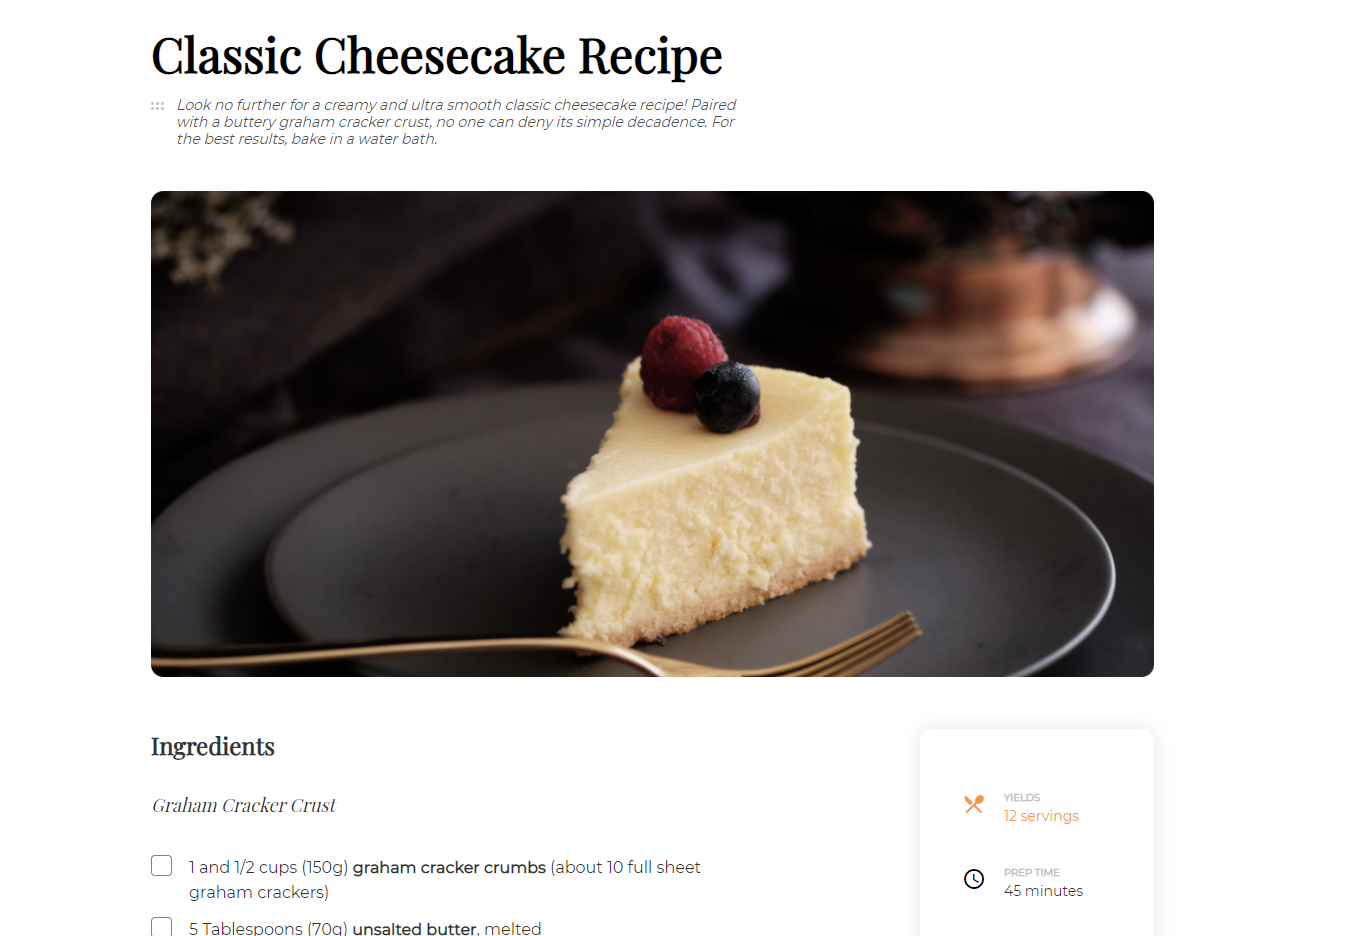 Classic Cheesecake Recipe
Look no further for a creamy and ultra smooth classic cheesecake recipe! Paired
with a buttery graham cracker crust, no one can deny its simple decadence. For
the best results, bake in a water bath.
Ingredients
Graham Cracker Crust
1 and 1/2 cups (150g) graham cracker crumbs (about 10 full sheet
graham crackers)
5 Tablespoons (70g) unsalted butter, melted
YIELDS
12 servings
PREP TIME
45 minutes